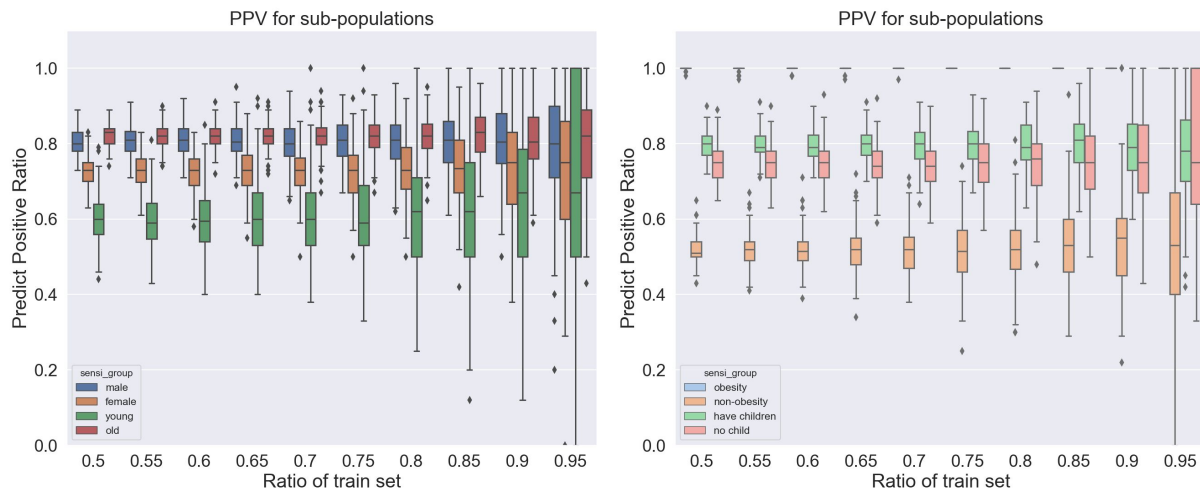 PPV for sub-populations
1.0
0.8
0.6
0.4
0.2
0.0
Predict Positive Ratio
sensi_group
male
female
young
old
0.5 0.55 0.6 0.65 0.7 0.75 0.8 0.85 0.9 0.95
Ratio of train set
PPV for sub-populations
1.0
0.8
0.6
0.4
0.2
0.0
Predict Positive Ratio
sensi_group
obesity
non-obesity
have children
no child
0.5 0.55 0.6 0.65 0.7 0.75 0.8 0.85 0.9 0.95
Ratio of train set